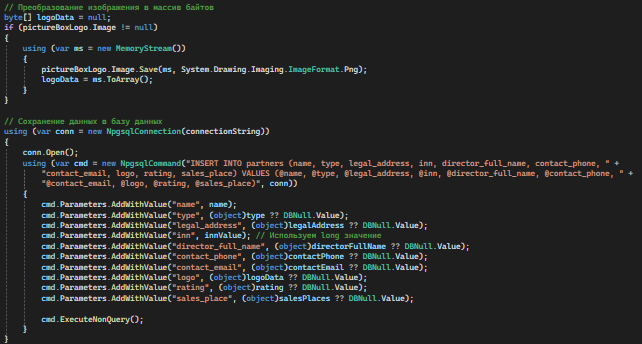 // Преобразование изображения в массив байтов
byte[] logoData = null;
if (pictureBoxLogo.Image != null)
{
using (var ms = new MemoryStream())
{
pictureBoxLogo.Image.Save(ms, System.Drawing.Imaging.ImageFormat.Png);
logoData = ms.ToArray();
}
}
// Сохранение данных в базу данных
using (var conn = new NpgsqlConnection(connectionString))
{
conn.Open();
using (var cmd = new NpgsqlCommand("INSERT INTO partners (name, type, legal_address, inn, director_full_name, contact_phone, " +
"contact_email, logo, rating, sales_place) VALUES (@name, @type, @legal_address, @inn, @director_full_name, @contact_phone, " +
"@contact_email, @logo, @rating, @sales_place)", conn))
{
cmd.Parameters.AddWithValue("name", name);
cmd.Parameters.AddWithValue("type", (object)type ?? DBNull.Value);
cmd.Parameters.AddWithValue("legal_address", (object)legalAddress ?? DBNull.Value);
cmd.Parameters.AddWithValue("inn", innValue); // Используем long значение
cmd.Parameters.AddWithValue("director_full_name", (object)directorFullName ?? DBNull.Value);
cmd.Parameters.AddWithValue("contact_phone", (object)contactPhone ?? DBNull.Value);
cmd.Parameters.AddWithValue("contact_email", (object)contactEmail ?? DBNull.Value);
cmd.Parameters.AddWithValue("logo", (object)logoData ?? DBNull.Value);
cmd.Parameters.AddWithValue("rating", (object)rating ?? DBNull.Value);
cmd.Parameters.AddWithValue("sales_place", (object)salesPlaces ?? DBNull.Value);
cmd.ExecuteNonQuery();
}
}